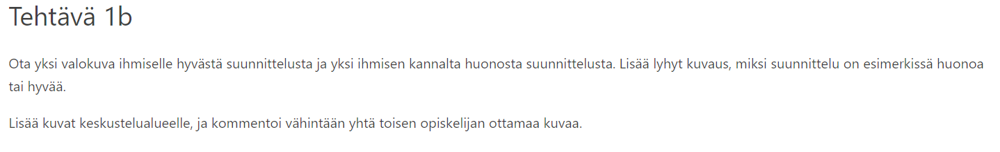 Tehtävä 1b
Ota yksi valokuva ihmiselle hyvästä suunnittelusta ja yksi ihmisen kannalta huonosta suunnittelusta. Lisää lyhyt kuvaus, miksi suunnittelu on esimerkissä huonoa
tai hyvää.
Lisää kuvat keskustelualueelle, ja kommentoi vähintään yhtä toisen opiskelijan ottamaa kuvaa.